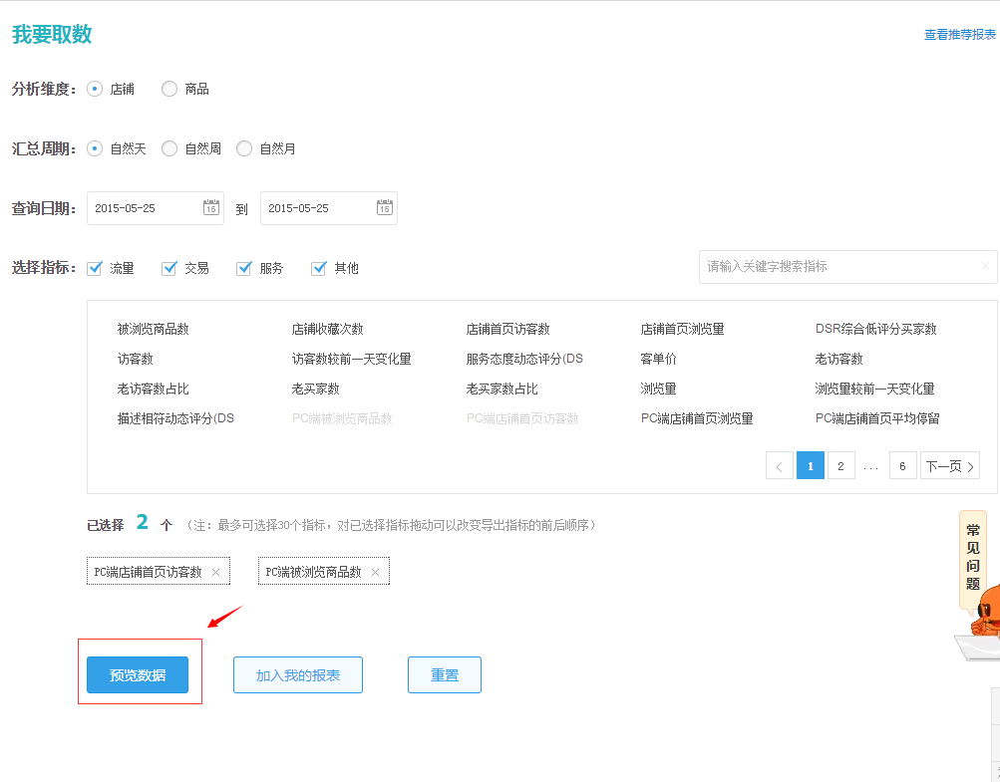 我要取数
查看推荐报表
分析维度： 店铺 商品
汇总周期： 自然天 自然周 自然月
查询日期： 2015-05-25 15 到 2015-05-25 15
选择指标： 流量 交易 服务 其他 请输入关键字搜索指标
被浏览商品数 店铺收藏次数 店铺首页访客数 店铺首页浏览量 DSR综合低评分买家数
访客数 访客数较前一天变化量 服务态度动态评分(DS 客单价 老访客数
老访客数占比 老买家数 老买家数占比 浏览量 浏览量较前一天变化量
描述相符动态评分(DS PC端被浏览商品数 PC端店铺首页访客数 PC端店铺首页浏览量 PC端店铺首页平均停留
1 2 ... 6 下一页
已选择 2 个 （注：最多可选择30个指标，对已选择指标拖动可以改变导出指标的前后顺序）
PC端店铺首页访客数 PC端被浏览商品数
常见问题
预览数据 加入我的报表 重置